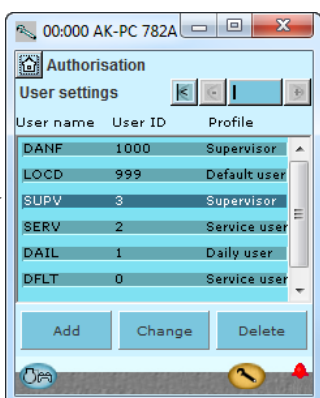 00:000 AK-PC 782A
Authorisation
User settings
User name User ID Profile
DANF 1000 Supervisor
LOCD 999 Default user
SUPV 3 Supervisor
SERV 2 Service user
DAIL 1 Daily user
DFLT 0 Service user
Add Change Delete